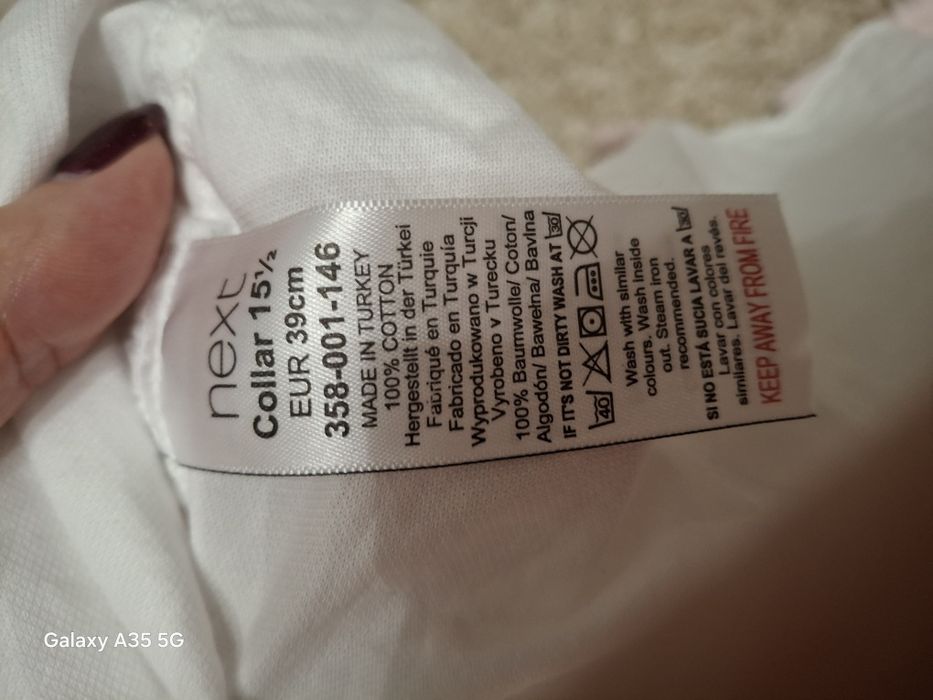 next
Collar 15½
EUR 39cm
358-001-146
MADE IN TURKEY
100% COTTON
Hergestellt in der Türkei
Fabriqué en Turquie
Fabricado en Turquía
Wyprodukowano w Turcji
Vyrobeno v Turecku
100% Baumwolle/ Coton/
Algodón/ Bawełna/ Bavlna
IF IT'S NOT DIRTY WASH AT 30
40
Wash with similar
colours. Wash inside
out. Steam iron
recommended.
SI NO ESTÁ SUCIA LAVAR A 30
Lavar con colores
similares. Lavar del revés.
KEEP AWAY FROM FIRE
Galaxy A35 5G